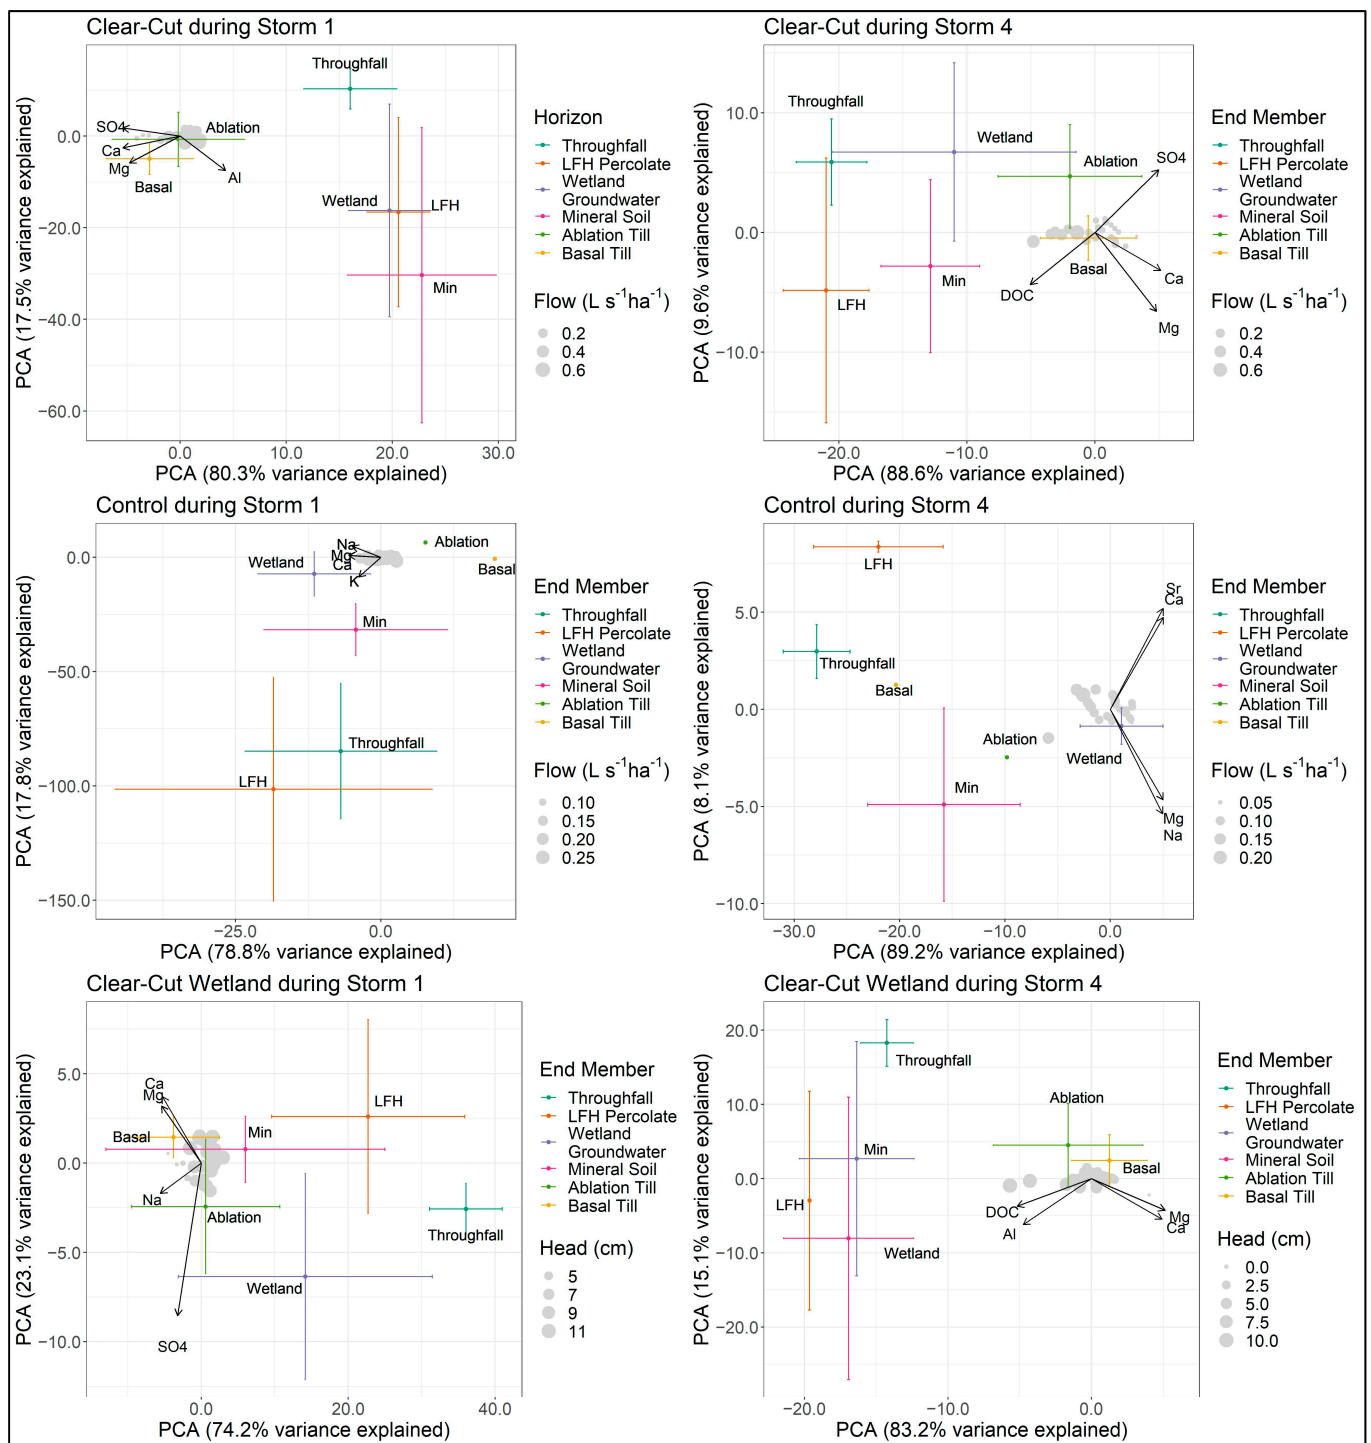 Clear-Cut during Storm 1
PCA (17.5% variance explained)
0.0
−20.0
−40.0
−60.0
Throughfall
SO4
Ablation
Ca
Mg
Al
Basal
Wetland
LFH
Min
0.0
10.0
20.0
30.0
PCA (80.3% variance explained)
Horizon
Throughfall
LFH Percolate
Wetland
Groundwater
Mineral Soil
Ablation Till
Basal Till
Flow (L s⁻¹ha⁻¹)
0.2
0.4
0.6
Clear-Cut during Storm 4
PCA (9.6% variance explained)
10.0
0.0
−10.0
Throughfall
Wetland
Ablation
SO4
Basal
Min
DOC
Ca
LFH
Mg
−20.0
−10.0
0.0
PCA (88.6% variance explained)
End Member
Throughfall
LFH Percolate
Wetland
Groundwater
Mineral Soil
Ablation Till
Basal Till
Flow (L s⁻¹ha⁻¹)
0.2
0.4
0.6
Control during Storm 1
PCA (17.8% variance explained)
0.0
−50.0
−100.0
−150.0
Na
Ablation
Mg
Wetland
Ca
Basal
K
Min
Throughfall
LFH
−25.0
0.0
PCA (78.8% variance explained)
End Member
Throughfall
LFH Percolate
Wetland
Groundwater
Mineral Soil
Ablation Till
Basal Till
Flow (L s⁻¹ha⁻¹)
0.10
0.15
0.20
0.25
Control during Storm 4
PCA (8.1% variance explained)
5.0
0.0
−5.0
−10.0
LFH
Sr
Ca
Throughfall
Basal
Ablation
Wetland
Min
Mg
Na
−30.0
−20.0
−10.0
0.0
PCA (89.2% variance explained)
End Member
Throughfall
LFH Percolate
Wetland
Groundwater
Mineral Soil
Ablation Till
Basal Till
Flow (L s⁻¹ha⁻¹)
0.05
0.10
0.15
0.20
Clear-Cut Wetland during Storm 1
PCA (23.1% variance explained)
5.0
0.0
−5.0
−10.0
Ca
Mg
LFH
Basal
Min
Na
Ablation
Throughfall
Wetland
SO4
0.0
20.0
40.0
PCA (74.2% variance explained)
End Member
Throughfall
LFH Percolate
Wetland
Groundwater
Mineral Soil
Ablation Till
Basal Till
Head (cm)
5
7
9
11
Clear-Cut Wetland during Storm 4
PCA (15.1% variance explained)
20.0
10.0
0.0
−10.0
−20.0
Throughfall
Ablation
Min
Basal
LFH
DOC
Mg
Al
Ca
Wetland
−20.0
−10.0
0.0
PCA (83.2% variance explained)
End Member
Throughfall
LFH Percolate
Wetland
Groundwater
Mineral Soil
Ablation Till
Basal Till
Head (cm)
0.0
2.5
5.0
7.5
10.0